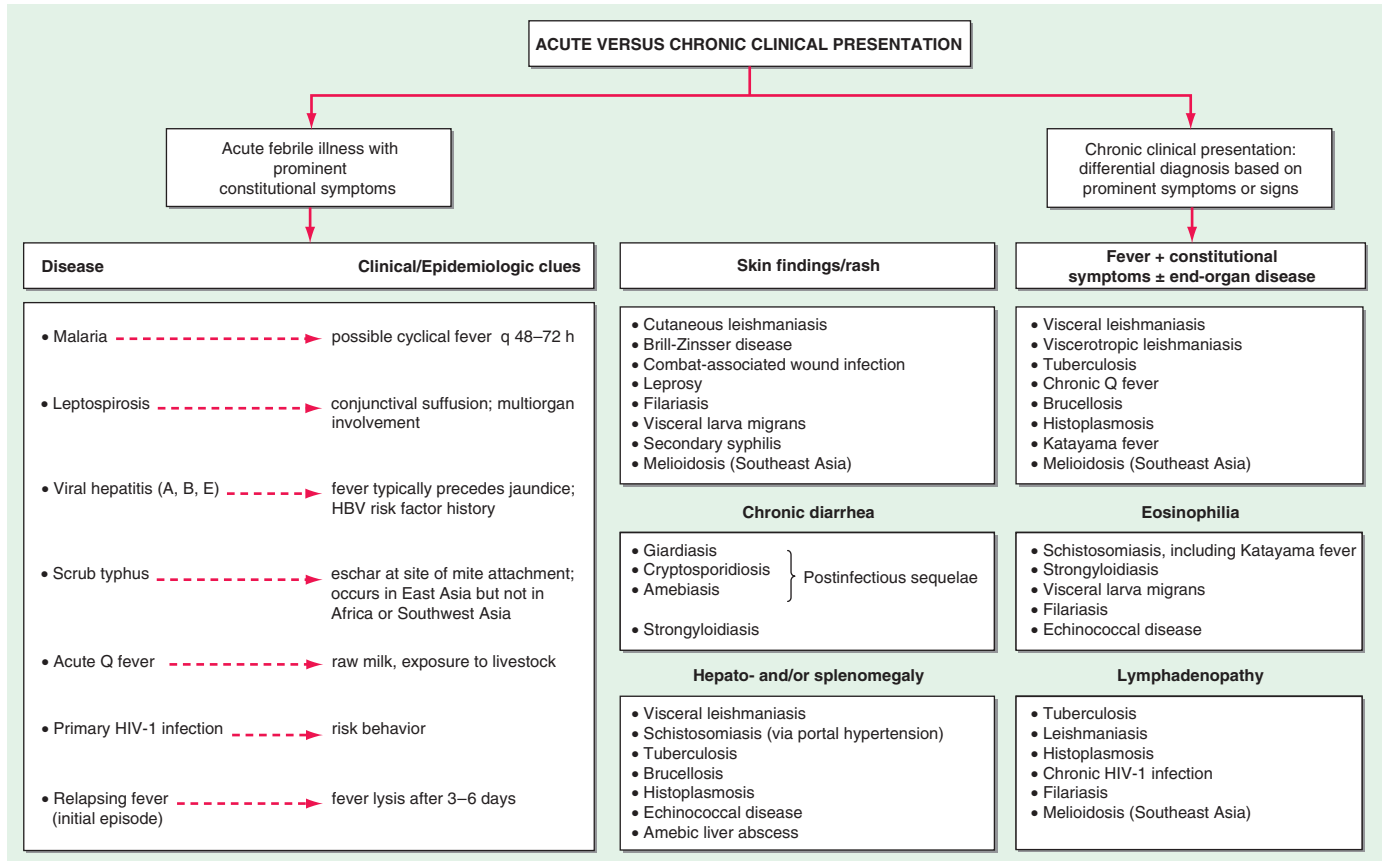 ACUTE VERSUS CHRONIC CLINICAL PRESENTATION
Acute febrile illness with
prominent
constitutional symptoms
Chronic clinical presentation:
differential diagnosis based on
prominent symptoms or signs
Disease
Clinical/Epidemiologic clues
• Malaria
possible cyclical fever q 48–72 h
• Leptospirosis
conjunctival suffusion; multiorgan
involvement
• Viral hepatitis (A, B, E)
fever typically precedes jaundice;
HBV risk factor history
• Scrub typhus
eschar at site of mite attachment;
occurs in East Asia but not in
Africa or Southwest Asia
• Acute Q fever
raw milk, exposure to livestock
• Primary HIV-1 infection
risk behavior
• Relapsing fever
(initial episode)
fever lysis after 3–6 days
Skin findings/rash
• Cutaneous leishmaniasis
• Brill-Zinsser disease
• Combat-associated wound infection
• Leprosy
• Filariasis
• Visceral larva migrans
• Secondary syphilis
• Melioidosis (Southeast Asia)
Chronic diarrhea
• Giardiasis
• Cryptosporidiosis
• Amebiasis
Postinfectious sequelae
• Strongyloidiasis
Hepato- and/or splenomegaly
• Visceral leishmaniasis
• Schistosomiasis (via portal hypertension)
• Tuberculosis
• Brucellosis
• Histoplasmosis
• Echinococcal disease
• Amebic liver abscess
Fever + constitutional
symptoms ± end-organ disease
• Visceral leishmaniasis
• Viscerotropic leishmaniasis
• Tuberculosis
• Chronic Q fever
• Brucellosis
• Histoplasmosis
• Katayama fever
• Melioidosis (Southeast Asia)
Eosinophilia
• Schistosomiasis, including Katayama fever
• Strongyloidiasis
• Visceral larva migrans
• Filariasis
• Echinococcal disease
Lymphadenopathy
• Tuberculosis
• Leishmaniasis
• Histoplasmosis
• Chronic HIV-1 infection
• Filariasis
• Melioidosis (Southeast Asia)